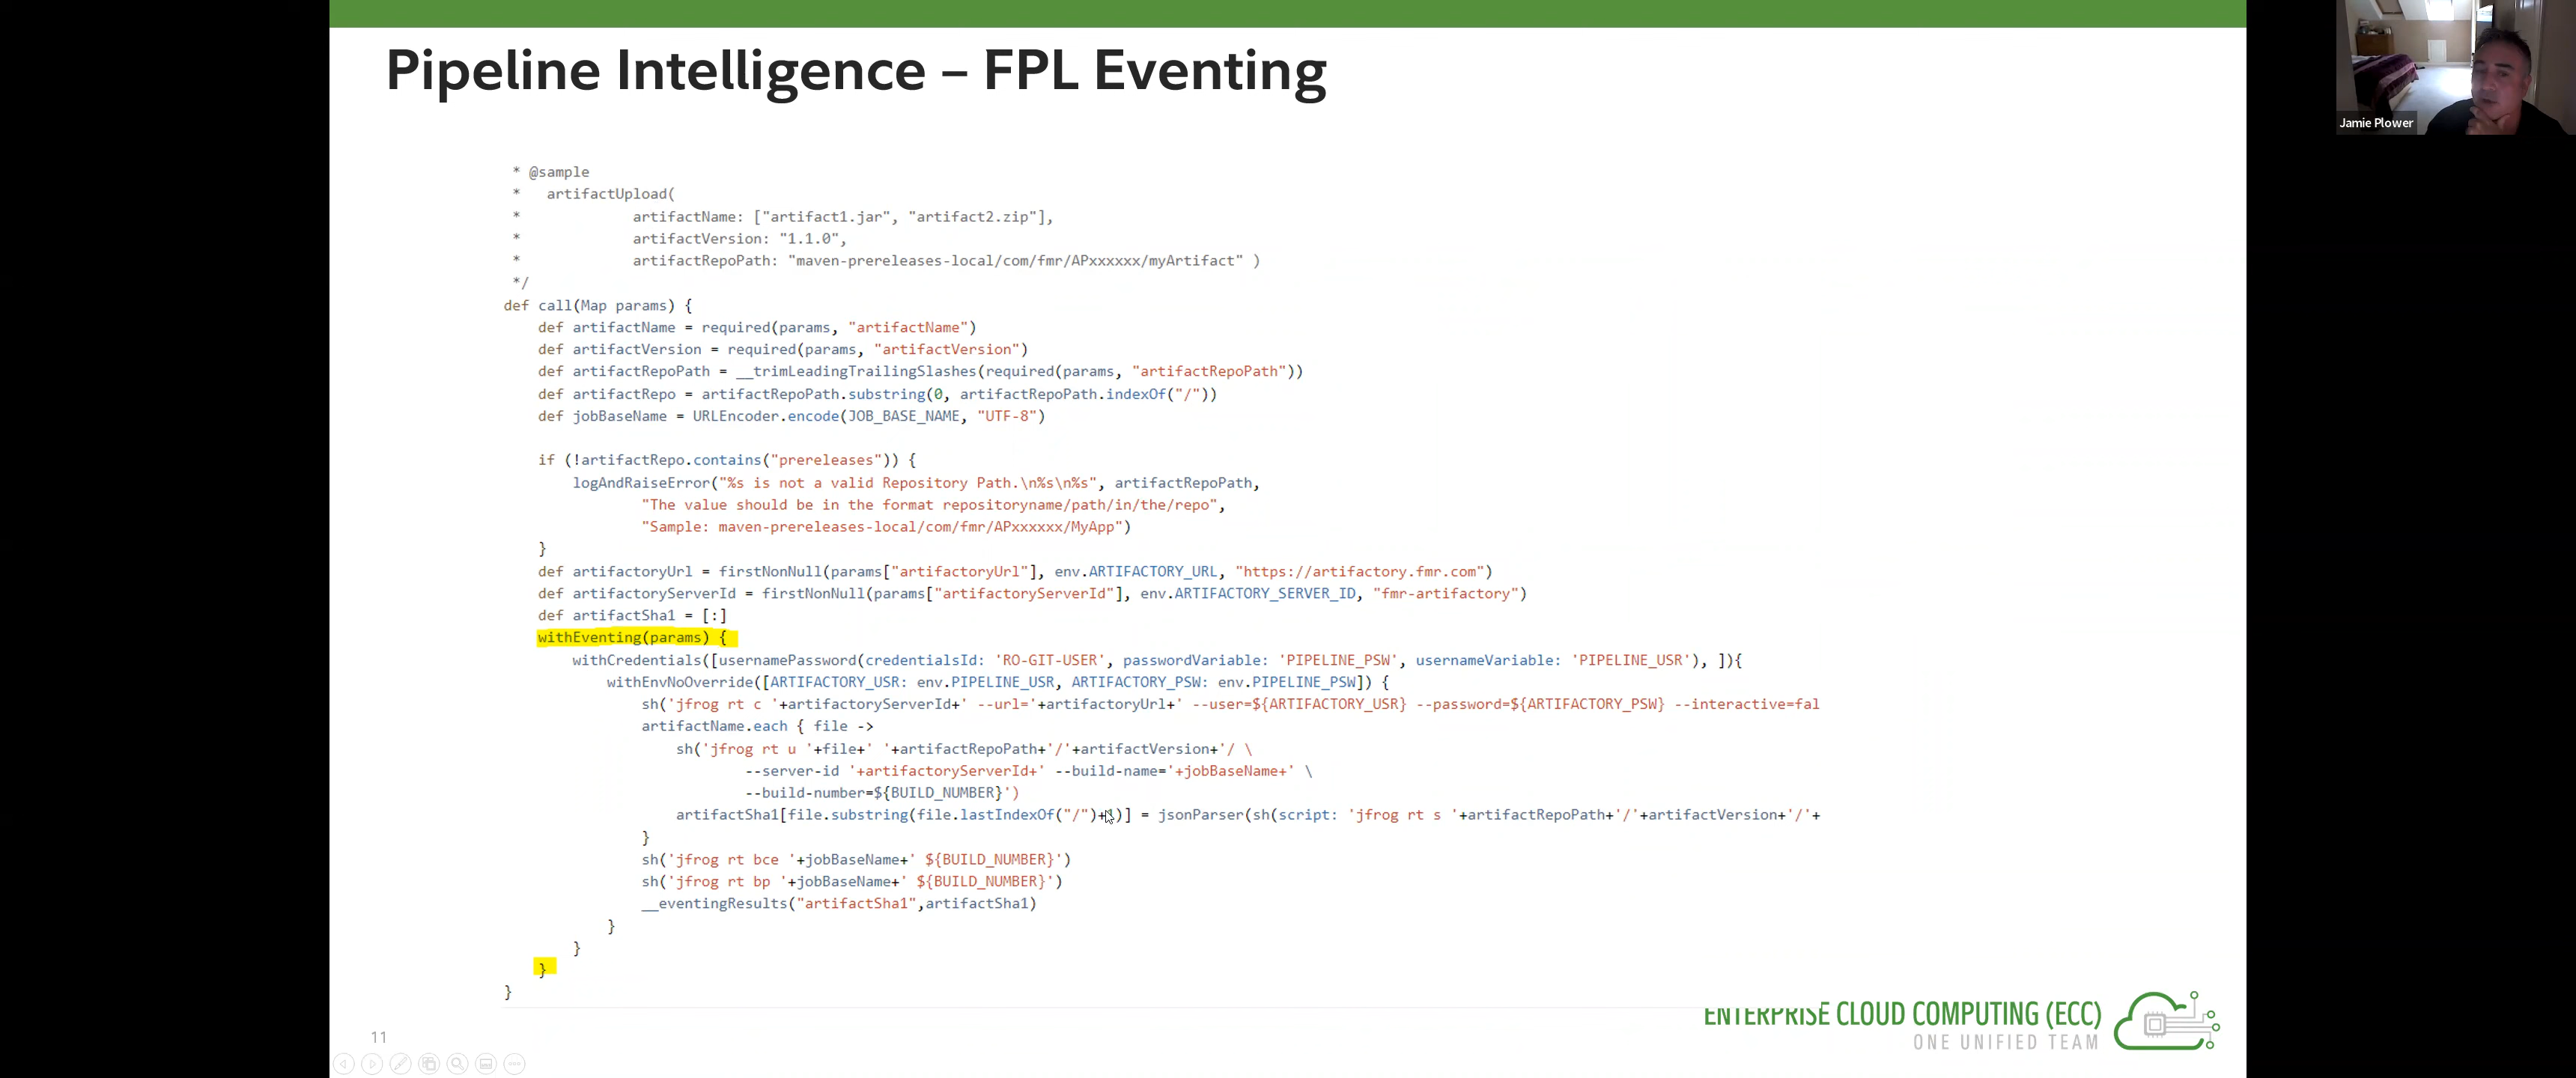 Pipeline Intelligence – FPL Eventing
Jamie Plower
* @sample
*   artifactUpload(
*             artifactName: ["artifact1.jar", "artifact2.zip"],
*             artifactVersion: "1.1.0",
*             artifactRepoPath: "maven-prereleases-local/com/fmr/APxxxxxx/myArtifact" )
*/
def call(Map params) {
    def artifactName = required(params, "artifactName")
    def artifactVersion = required(params, "artifactVersion")
    def artifactRepoPath = __trimLeadingTrailingSlashes(required(params, "artifactRepoPath"))
    def artifactRepo = artifactRepoPath.substring(0, artifactRepoPath.indexOf("/"))
    def jobBaseName = URLEncoder.encode(JOB_BASE_NAME, "UTF-8")
    if (!artifactRepo.contains("prereleases")) {
        logAndRaiseError("%s is not a valid Repository Path.\n%s\n%s", artifactRepoPath,
                "The value should be in the format repositoryname/path/in/the/repo",
                "Sample: maven-prereleases-local/com/fmr/APxxxxxx/MyApp")
    }
    def artifactoryUrl = firstNonNull(params["artifactoryUrl"], env.ARTIFACTORY_URL, "https://artifactory.fmr.com")
    def artifactoryServerId = firstNonNull(params["artifactoryServerId"], env.ARTIFACTORY_SERVER_ID, "fmr-artifactory")
    def artifactSha1 = [:]
    withEventing(params) {
        withCredentials([usernamePassword(credentialsId: 'RO-GIT-USER', passwordVariable: 'PIPELINE_PSW', usernameVariable: 'PIPELINE_USR'), ]){
            withEnvNoOverride([ARTIFACTORY_USR: env.PIPELINE_USR, ARTIFACTORY_PSW: env.PIPELINE_PSW]) {
                sh('jfrog rt c '+artifactoryServerId+' --url='+artifactoryUrl+' --user=${ARTIFACTORY_USR} --password=${ARTIFACTORY_PSW} --interactive=fal
                artifactName.each { file ->
                    sh('jfrog rt u '+file+' '+artifactRepoPath+'/'+artifactVersion+'/ \
                            --server-id '+artifactoryServerId+' --build-name='+jobBaseName+' \
                            --build-number=${BUILD_NUMBER}')
                    artifactSha1[file.substring(file.lastIndexOf("/")+1)] = jsonParser(sh(script: 'jfrog rt s '+artifactRepoPath+'/'+artifactVersion+'/'+
                }
                sh('jfrog rt bce '+jobBaseName+' ${BUILD_NUMBER}')
                sh('jfrog rt bp '+jobBaseName+' ${BUILD_NUMBER}')
                __eventingResults("artifactSha1",artifactSha1)
            }
        }
    }
}
ENTERPRISE CLOUD COMPUTING (ECC)
ONE UNIFIED TEAM
11